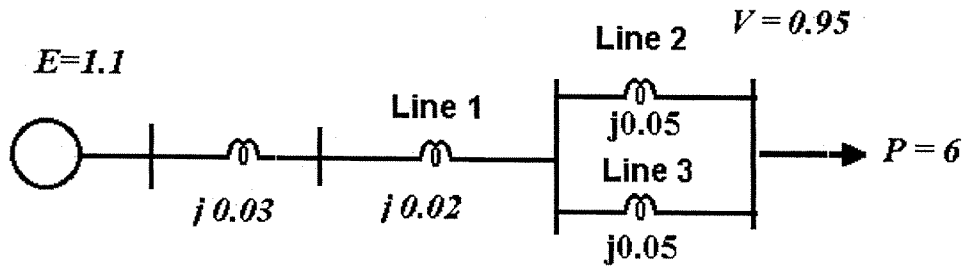 E=1.1
Line 1
Line 2
V = 0.95
j 0.03
j 0.02
j0.05
Line 3
j0.05
P = 6